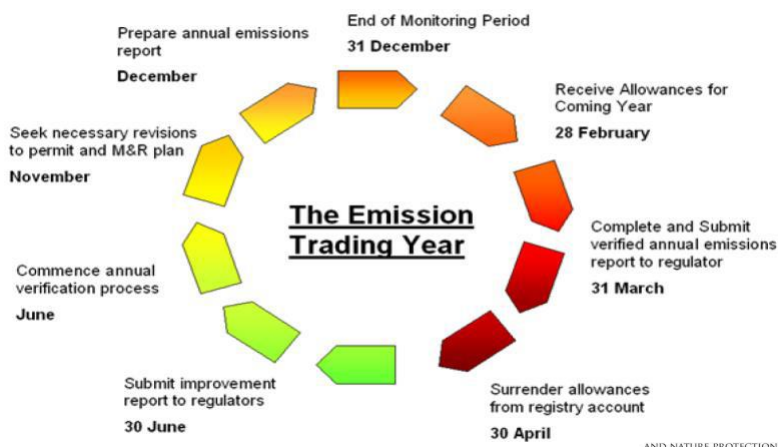 End of Monitoring Period
31 December
Receive Allowances for
Coming Year
28 February
Complete and Submit
verified annual emissions
report to regulator
31 March
Surrender allowances
from registry account
30 April
Submit improvement
report to regulators
30 June
Commence annual
verification process
June
Seek necessary revisions
to permit and M&R plan
November
Prepare annual emissions
report
December
The Emission
Trading Year
AND NATURE PROTECTION